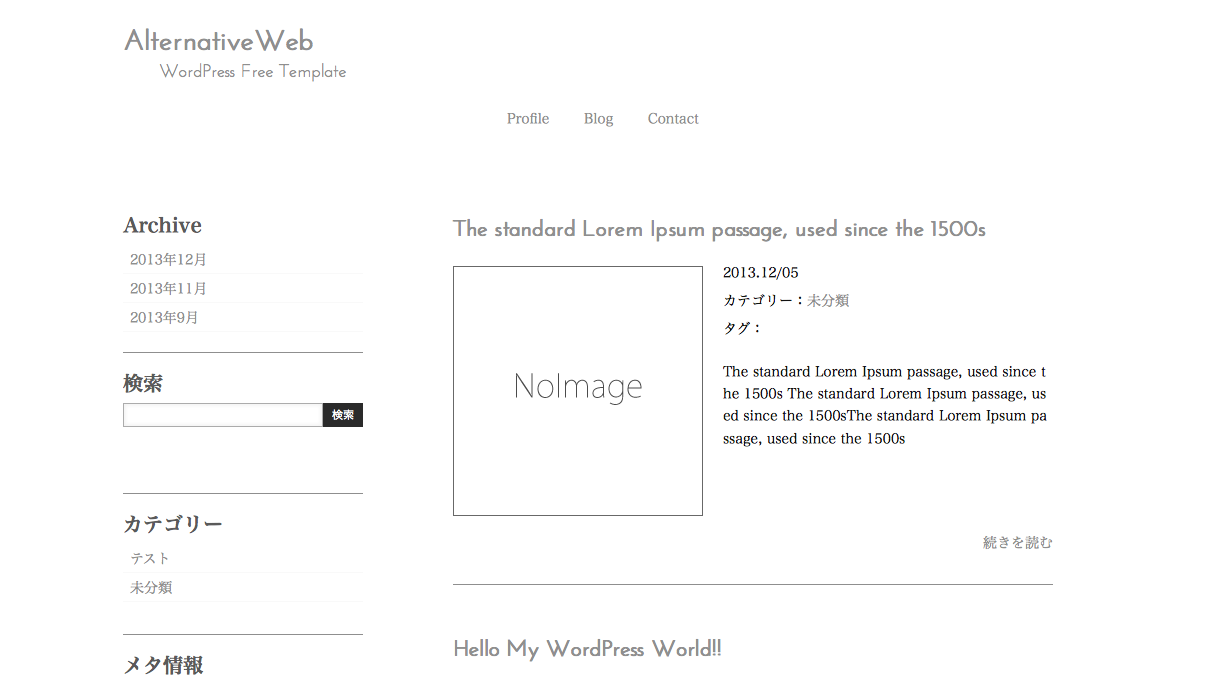 AlternativeWeb
WordPress Free Template
Profile Blog Contact
Archive
2013年12月
2013年11月
2013年9月
検索
検索
カテゴリー
テスト
未分類
メタ情報
The standard Lorem Ipsum passage, used since the 1500s
NoImage
2013.12/05
カテゴリー：未分類
タグ：
The standard Lorem Ipsum passage, used since t
he 1500s The standard Lorem Ipsum passage, us
ed since the 1500sThe standard Lorem Ipsum pa
ssage, used since the 1500s
続きを読む
Hello My WordPress World!!